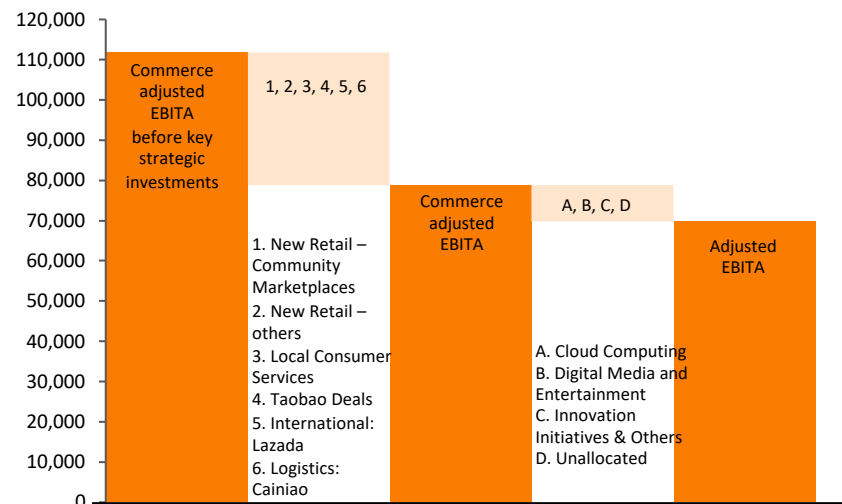 120,000
110,000
100,000
90,000
80,000
70,000
60,000
50,000
40,000
30,000
20,000
10,000
0
Commerce
adjusted
EBITA
before key
strategic
investments
1, 2, 3, 4, 5, 6
1. New Retail –
Community
Marketplaces
2. New Retail –
others
3. Local Consumer
Services
4. Taobao Deals
5. International:
Lazada
6. Logistics:
Cainiao
Commerce
adjusted
EBITA
A, B, C, D
A. Cloud Computing
B. Digital Media and
Entertainment
C. Innovation
Initiatives & Others
D. Unallocated
Adjusted
EBITA